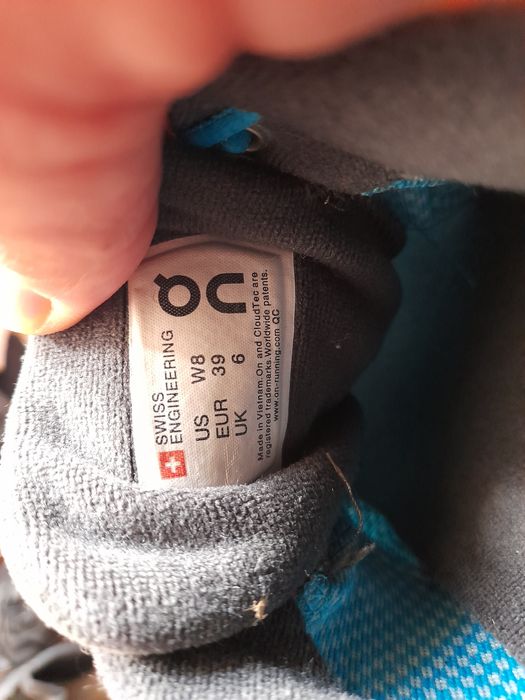 On
SWISS
ENGINEERING
US W8
EUR 39
UK 6
Made in Vietnam.On and CloudTec are
registered trademarks.Worldwide patents.
www.on-running.com QC